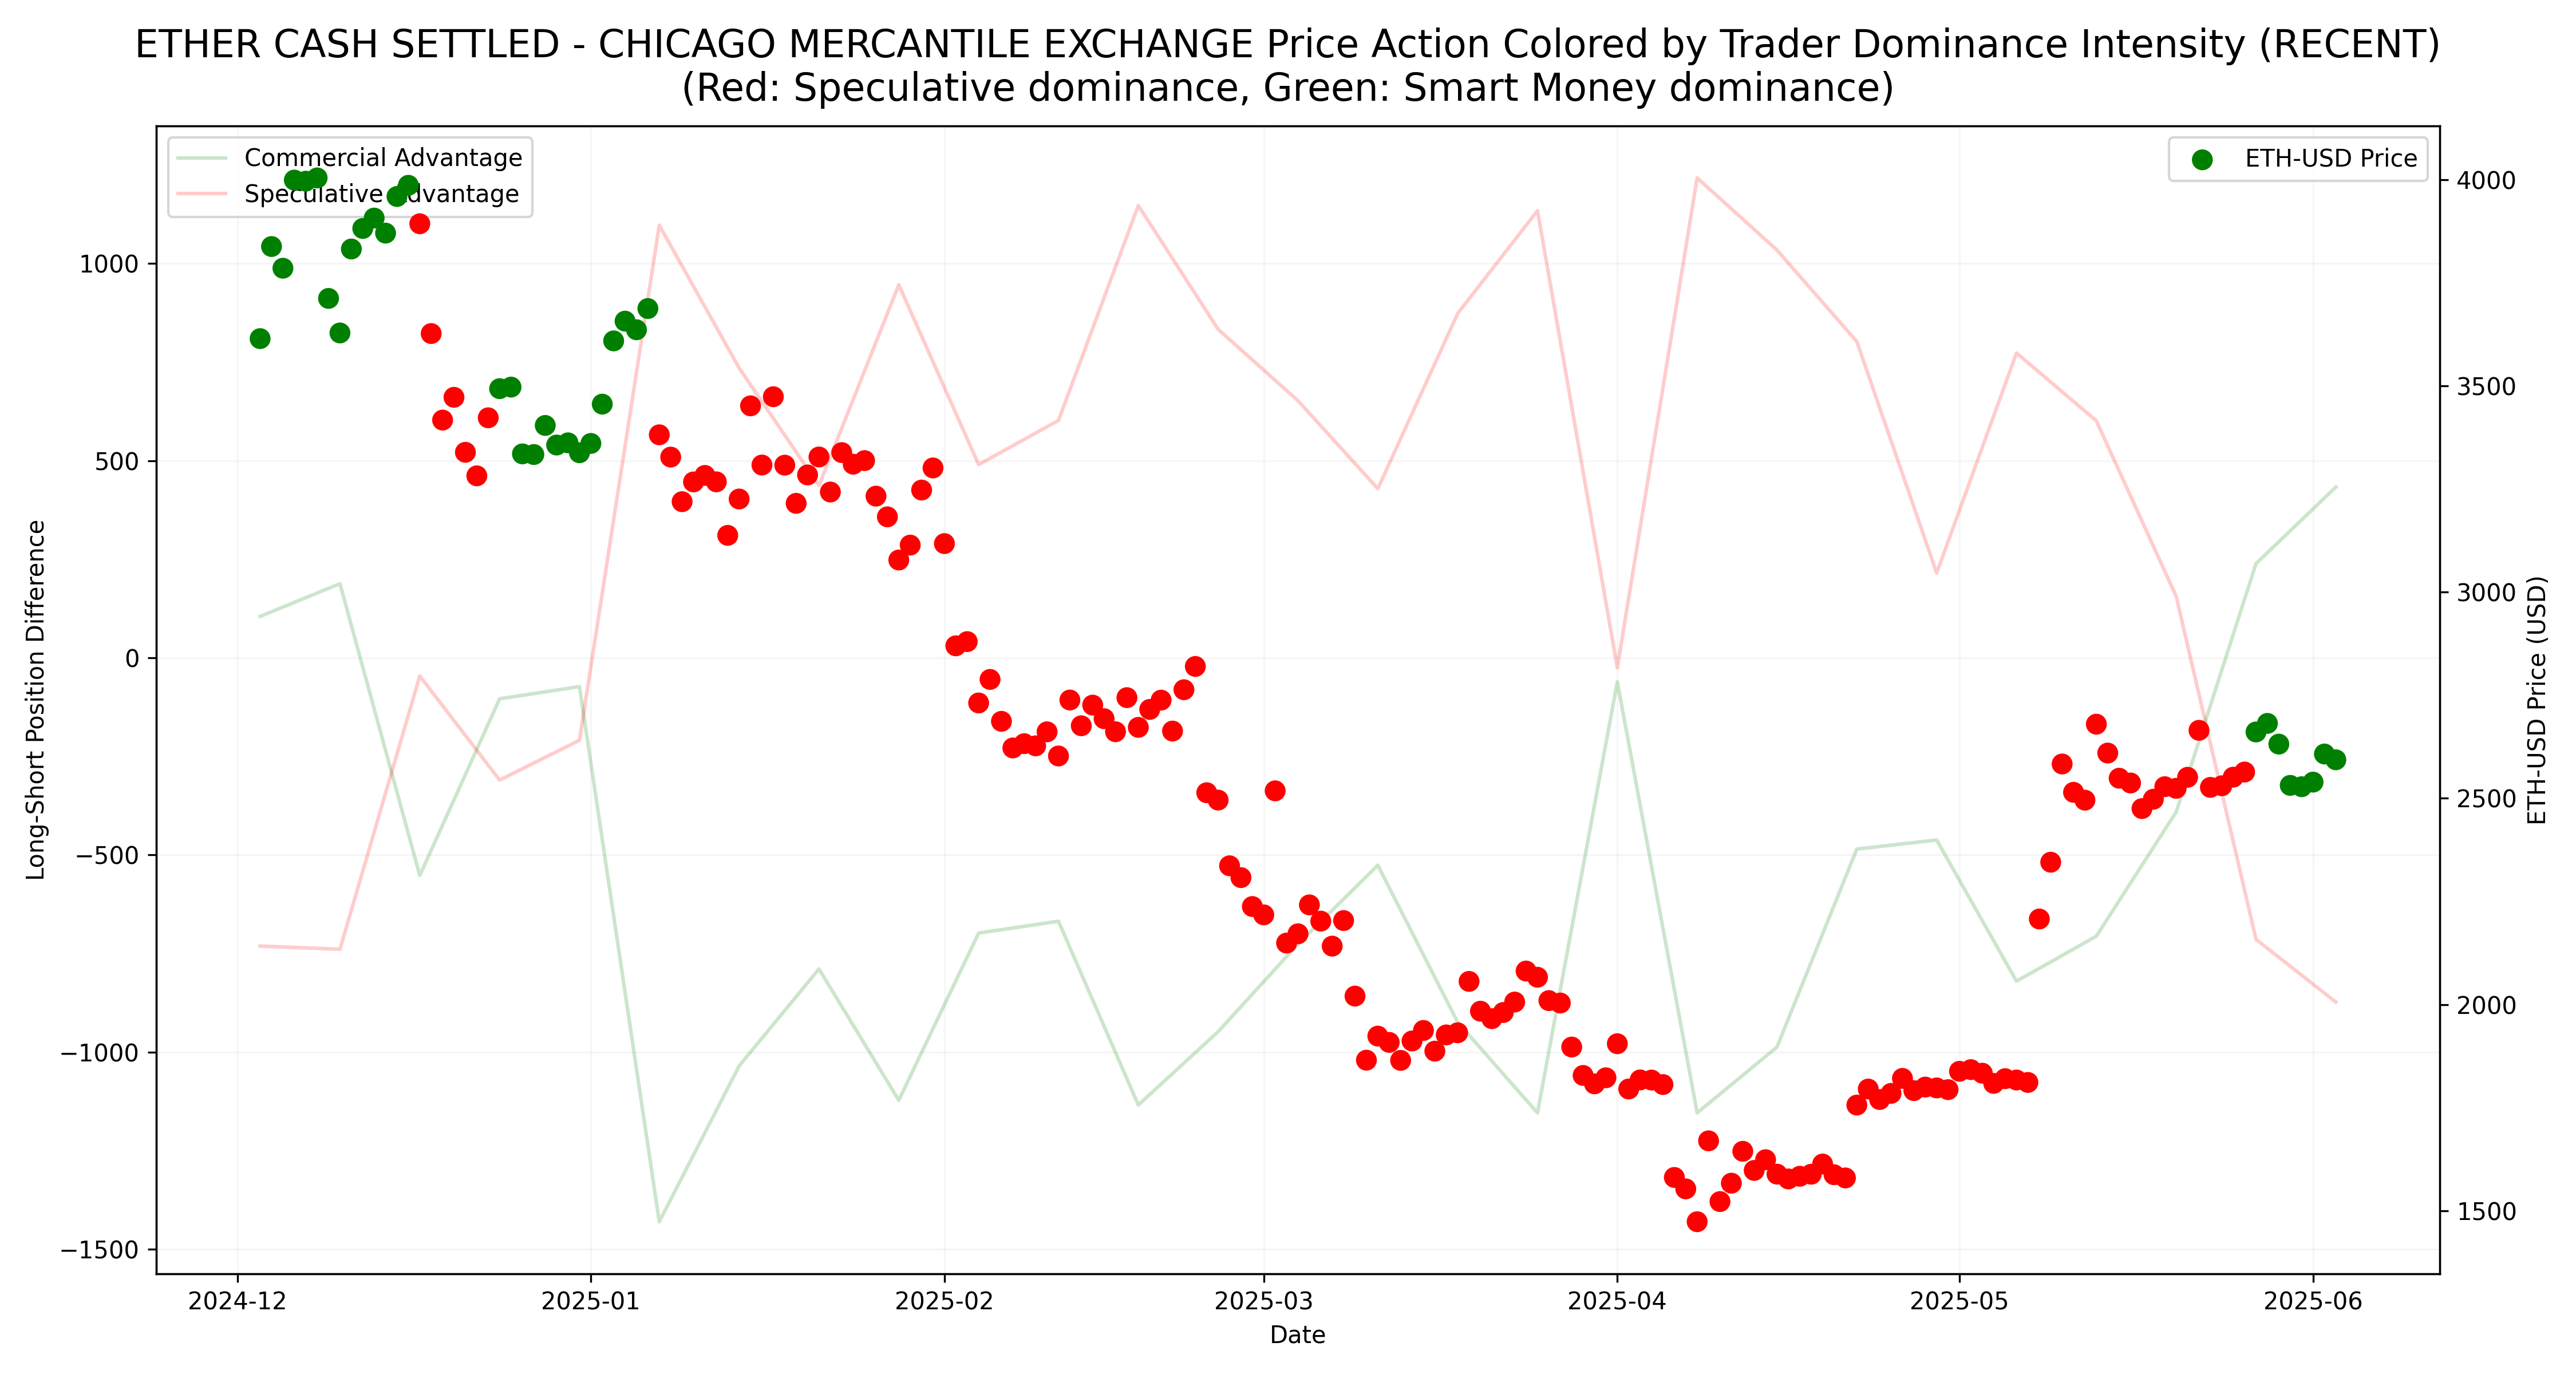 ETHER CASH SETTLED - CHICAGO MERCANTILE EXCHANGE Price Action Colored by Trader Dominance Intensity (RECENT)
(Red: Speculative dominance, Green: Smart Money dominance)
Commercial Advantage
Speculative Advantage
ETH-USD Price
1000
500
0
−500
−1000
−1500
Long-Short Position Difference
4000
3500
3000
2500
2000
1500
ETH-USD Price (USD)
2024-12
2025-01
2025-02
2025-03
2025-04
2025-05
2025-06
Date